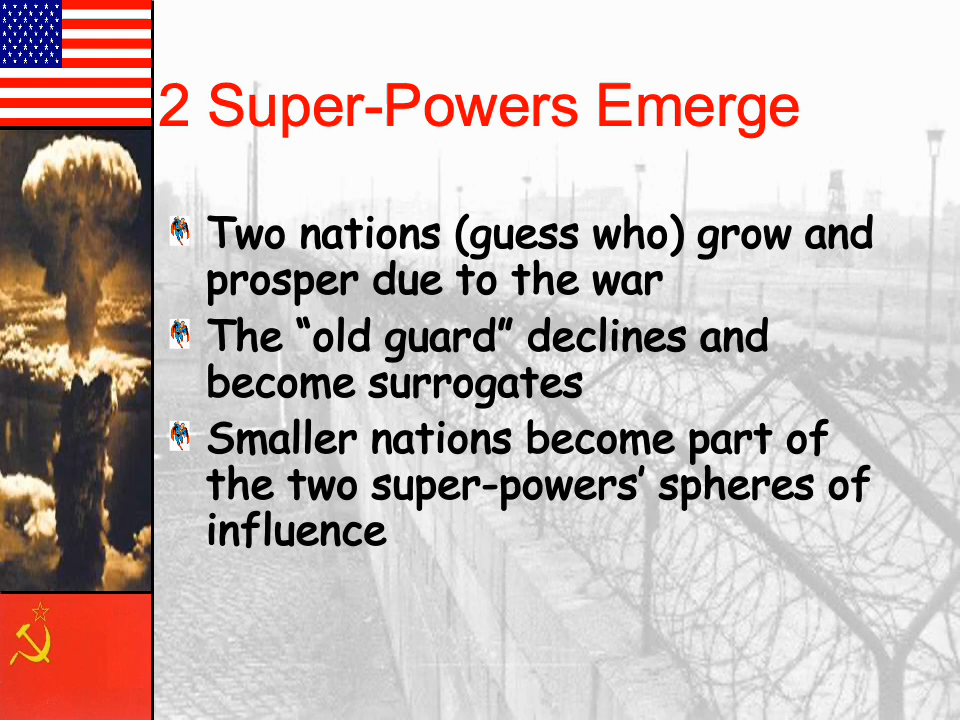 2 Super-Powers Emerge
Two nations (guess who) grow and
prosper due to the war
The “old guard” declines and
become surrogates
Smaller nations become part of
the two super-powers’ spheres of
influence